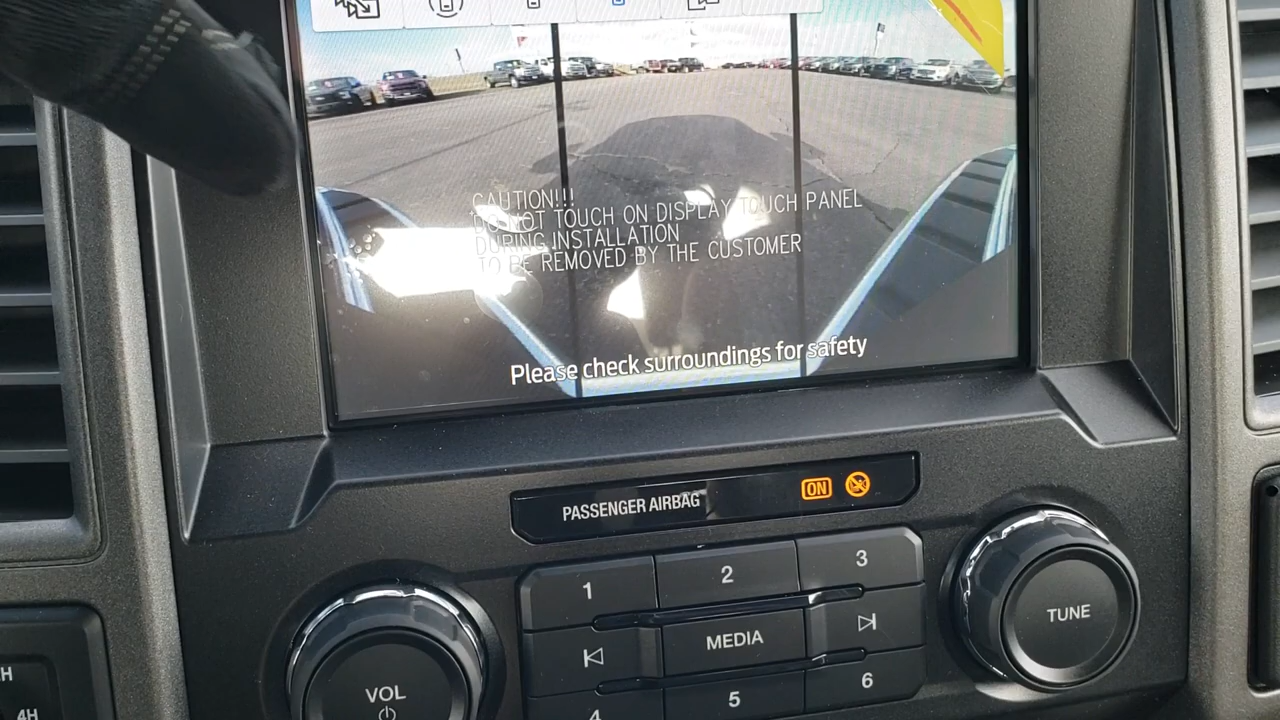 CAUTION!!!
DO NOT TOUCH ON DISPLAY TOUCH PANEL
DURING INSTALLATION
TO BE REMOVED BY THE CUSTOMER
Please check surroundings for safety
PASSENGER AIRBAG ON
1 2 3
MEDIA
4 5 6
VOL
TUNE
H
4H